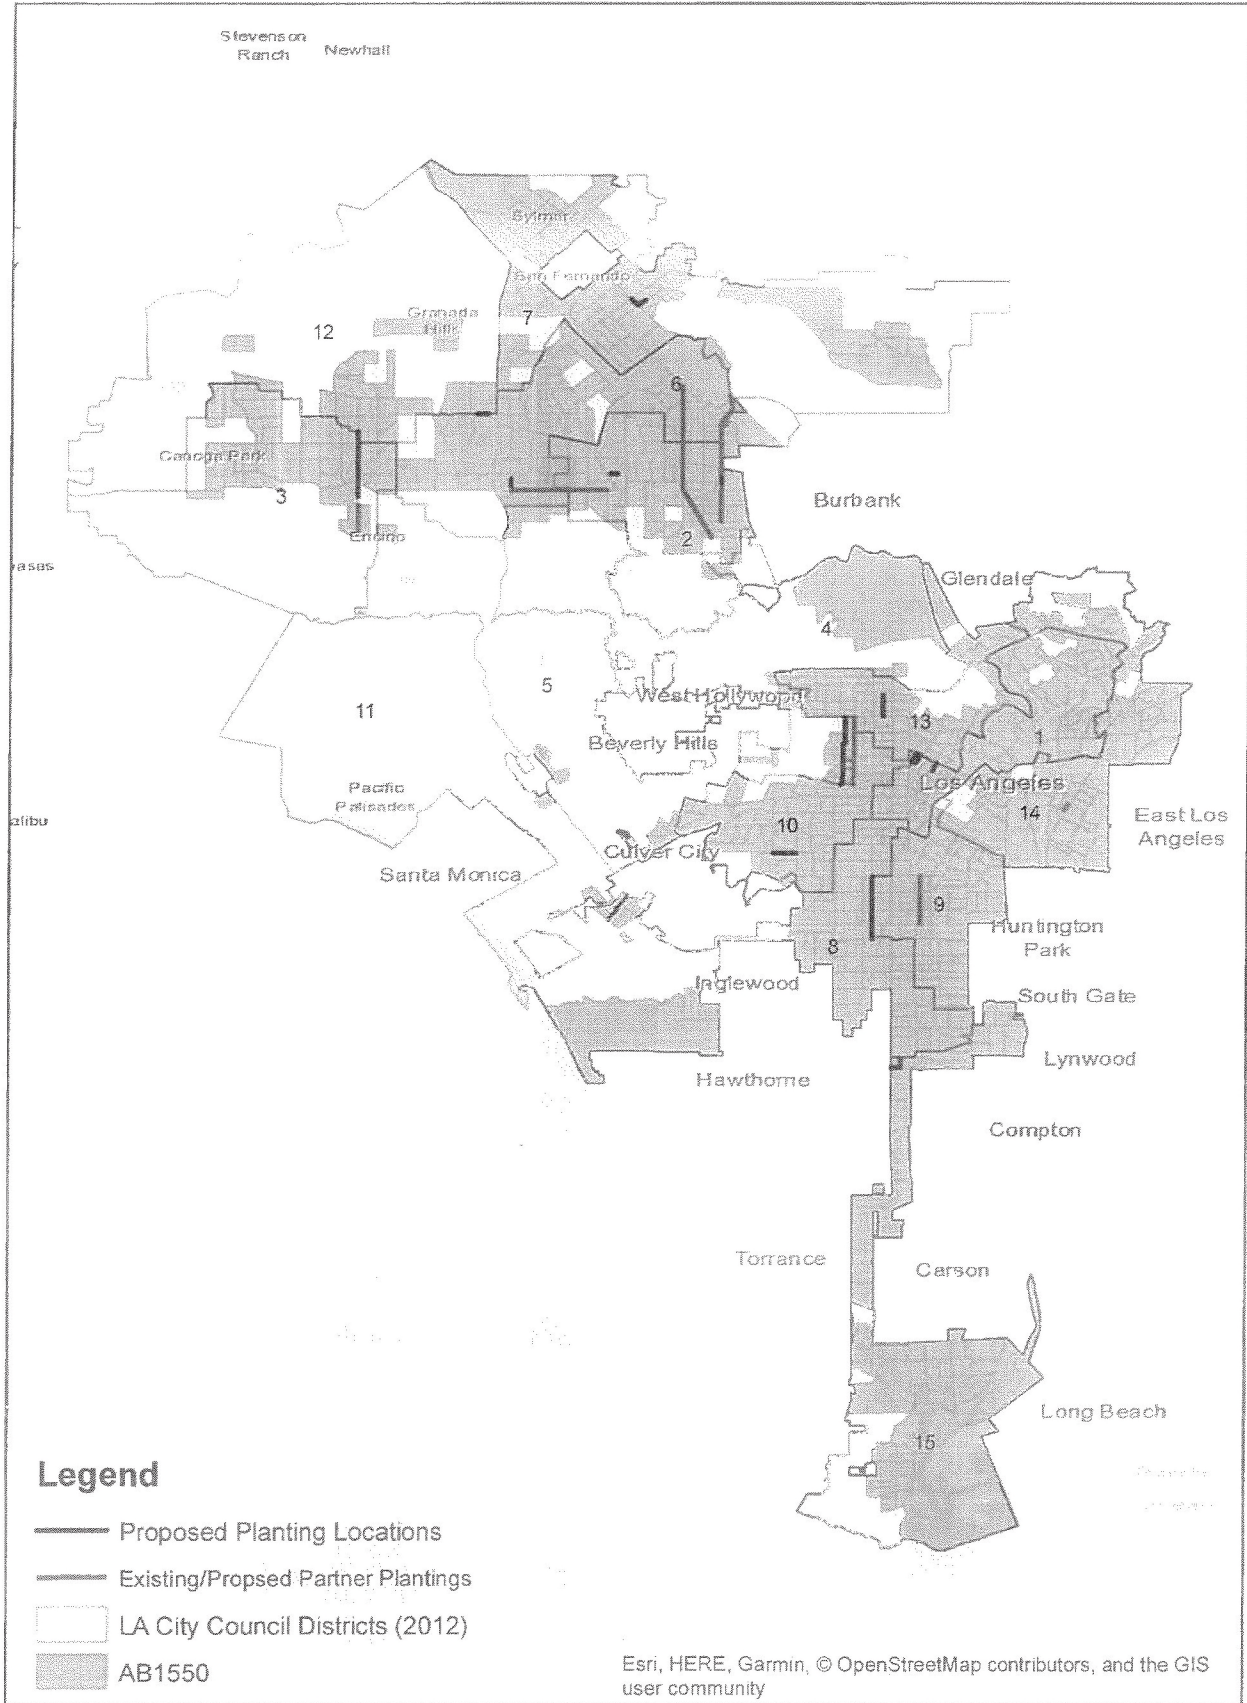 Stevenson
Ranch
Newhall
Sylmar
San Fernando
Granada
Hills
7
12
6
Canoga Park
3
Encino
2
Burbank
asas
Glendale
4
5
West Hollywood
11
13
1
Beverly Hills
Los Angeles
Pacific
Palisades
14
East Los
Angeles
alibu
10
Culver City
Santa Monica
9
Huntington
Park
8
Inglewood
South Gate
Lynwood
Hawthorne
Compton
Torrance
Carson
Long Beach
15
Legend
Proposed Planting Locations
Existing/Propsed Partner Plantings
LA City Council Districts (2012)
AB1550
Esri, HERE, Garmin, © OpenStreetMap contributors, and the GIS
user community